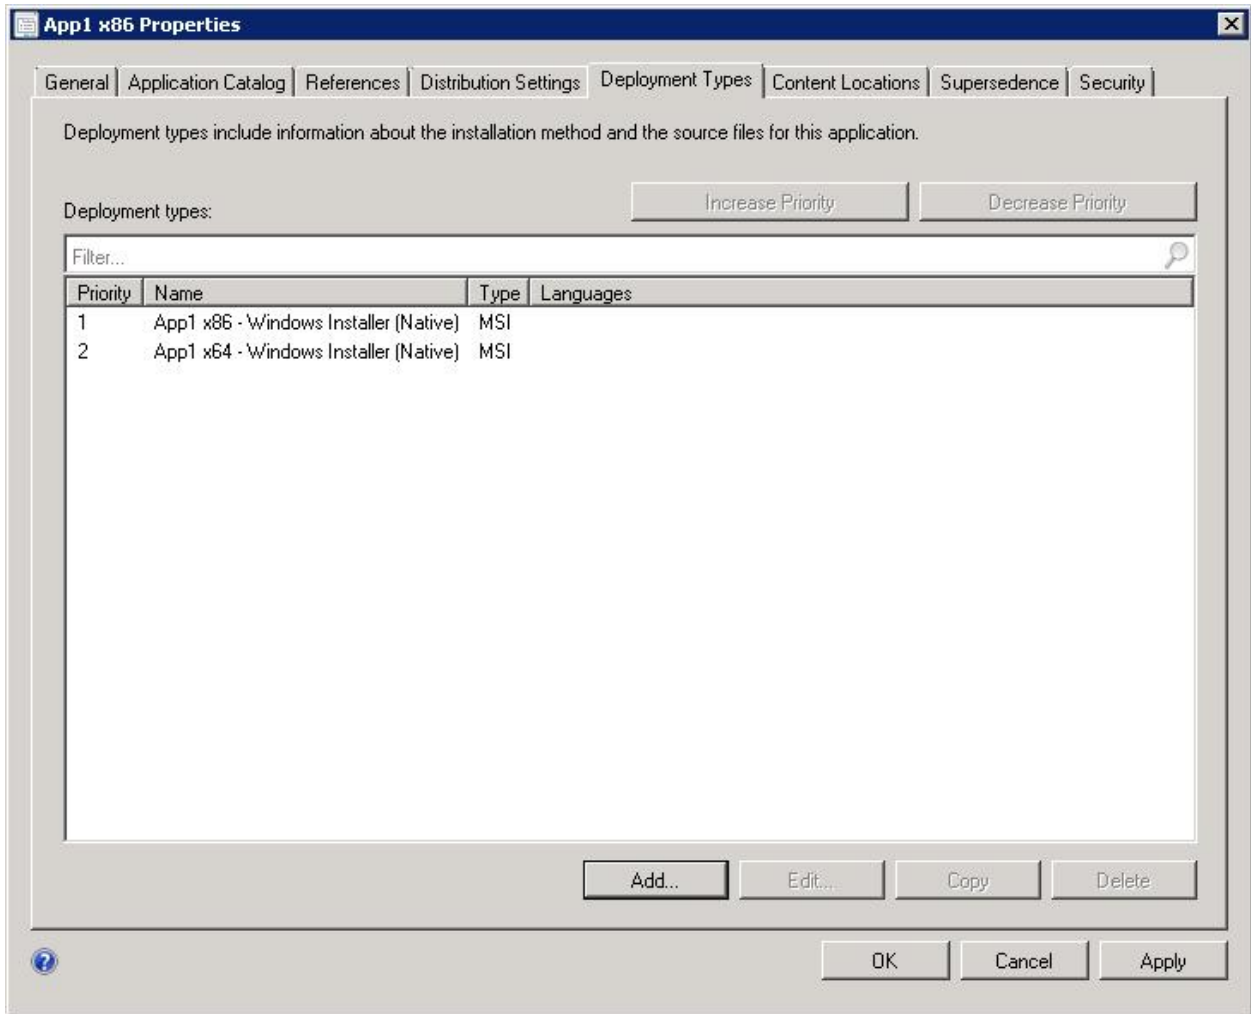 App1 x86 Properties
General Application Catalog References Distribution Settings Deployment Types Content Locations Supersedence Security
Deployment types include information about the installation method and the source files for this application.
Increase Priority Decrease Priority
Deployment types:
Filter...
Priority Name Type Languages
1 App1 x86 - Windows Installer (Native) MSI
2 App1 x64 - Windows Installer (Native) MSI
Add... Edit... Copy Delete
OK Cancel Apply